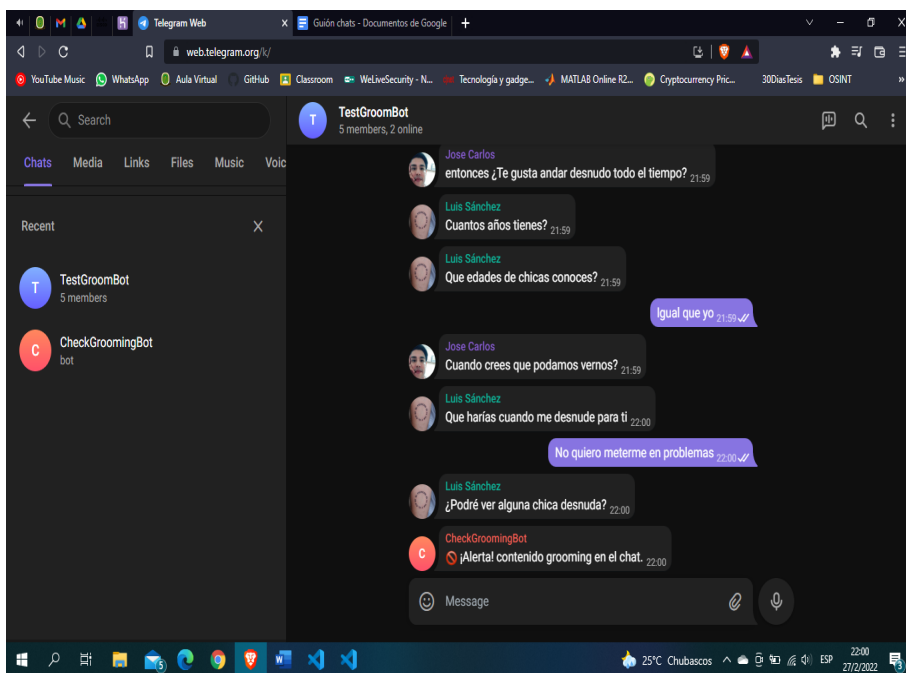 Telegram Web
Guión chats - Documentos de Google
web.telegram.org/k/
YouTube Music
WhatsApp
Aula Virtual
GitHub
Classroom
WeLiveSecurity - N...
Tecnología y gadge...
MATLAB Online R2...
Cryptocurrency Pric...
30DiasTesis
OSINT
Search
Chats
Media
Links
Files
Music
Voic
Recent
TestGroomBot
5 members
CheckGroomingBot
bot
T
C
T
TestGroomBot
5 members, 2 online
Jose Carlos
entonces ¿Te gusta andar desnudo todo el tiempo? 21:59
Luis Sánchez
Cuantos años tienes? 21:59
Luis Sánchez
Que edades de chicas conoces? 21:59
Igual que yo 21:59
Jose Carlos
Cuando crees que podamos vernos? 21:59
Luis Sánchez
Que harías cuando me desnude para ti 22:00
No quiero meterme en problemas 22:00
Luis Sánchez
¿Podré ver alguna chica desnuda? 22:00
C
CheckGroomingBot
¡Alerta! contenido grooming en el chat. 22:00
Message
25°C Chubascos
ESP
22:00
27/2/2022